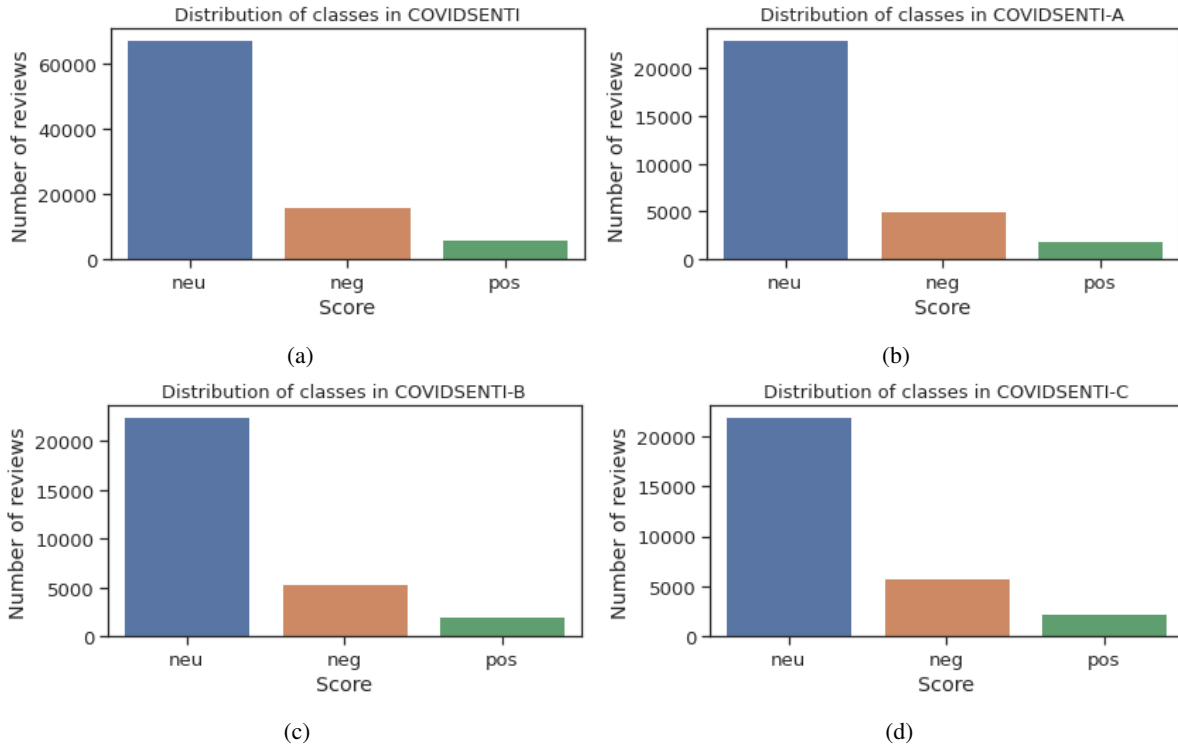 Distribution of classes in COVIDSENTI
Number of reviews
60000
40000
20000
0
neu neg pos
Score
(a)
Distribution of classes in COVIDSENTI-A
Number of reviews
20000
15000
10000
5000
0
neu neg pos
Score
(b)
Distribution of classes in COVIDSENTI-B
Number of reviews
20000
15000
10000
5000
0
neu neg pos
Score
(c)
Distribution of classes in COVIDSENTI-C
Number of reviews
20000
15000
10000
5000
0
neu neg pos
Score
(d)